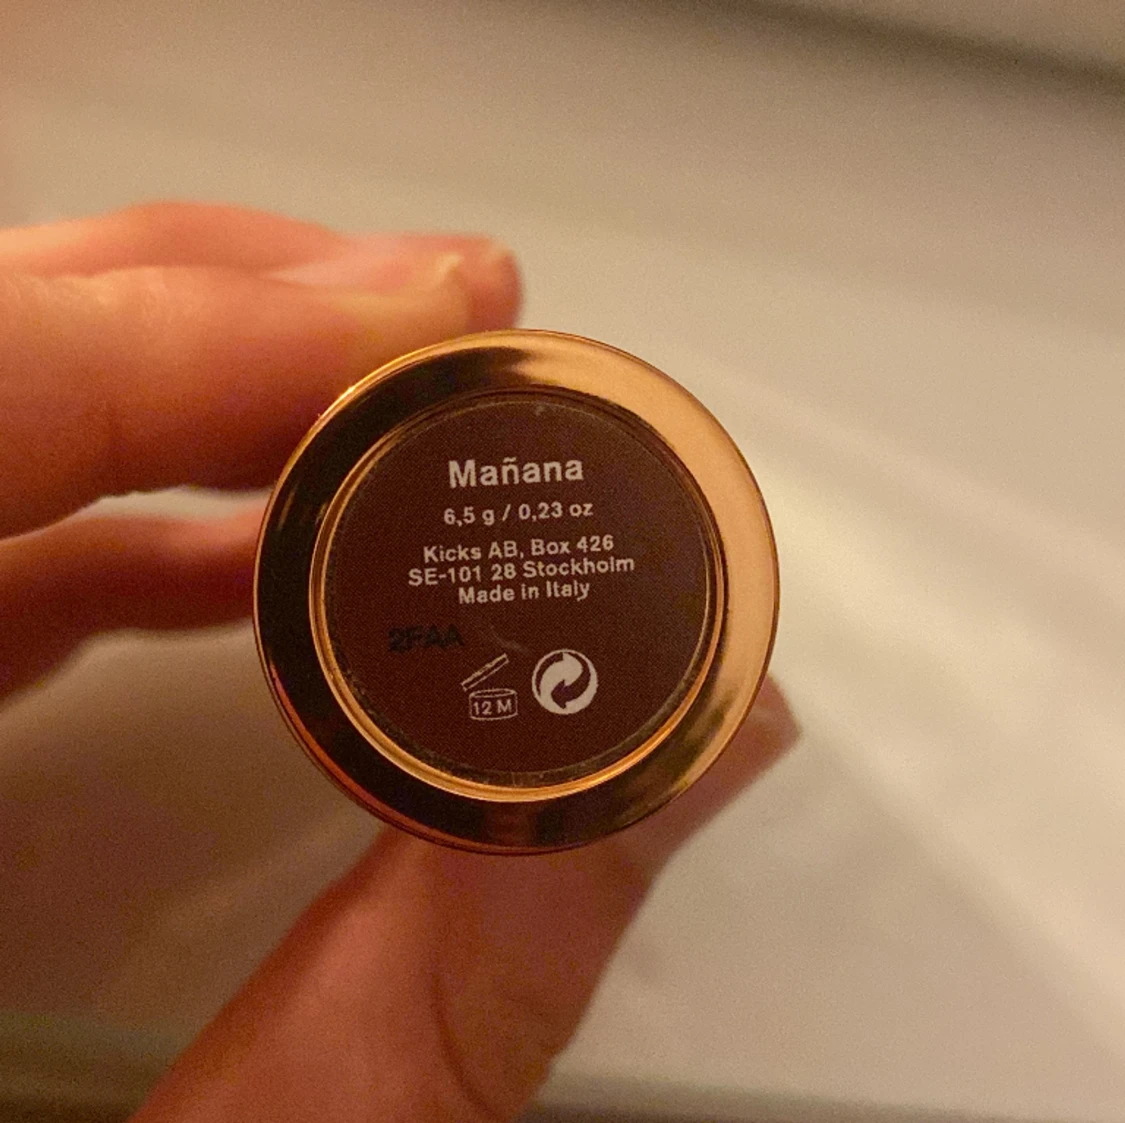 Mañana
6,5 g / 0,23 oz
Kicks AB, Box 426
SE-101 28 Stockholm
Made in Italy
2FAA
12 M